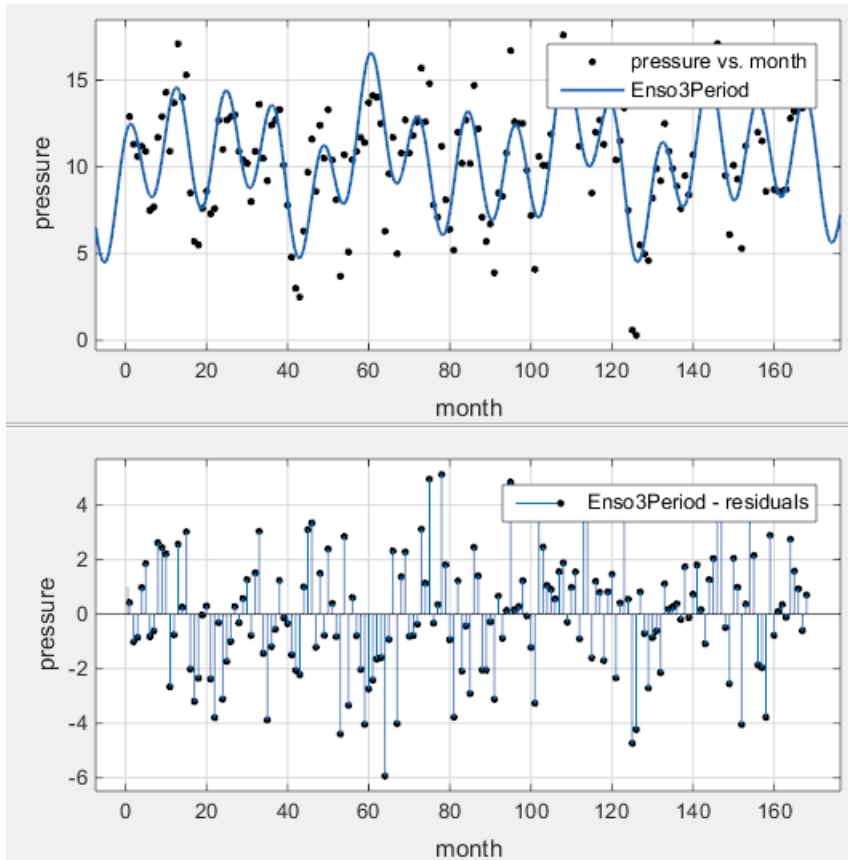 pressure
15
10
5
0
pressure vs. month
Enso3Period
0 20 40 60 80 100 120 140 160
month
pressure
4
2
0
-2
-4
-6
Enso3Period - residuals
0 20 40 60 80 100 120 140 160
month